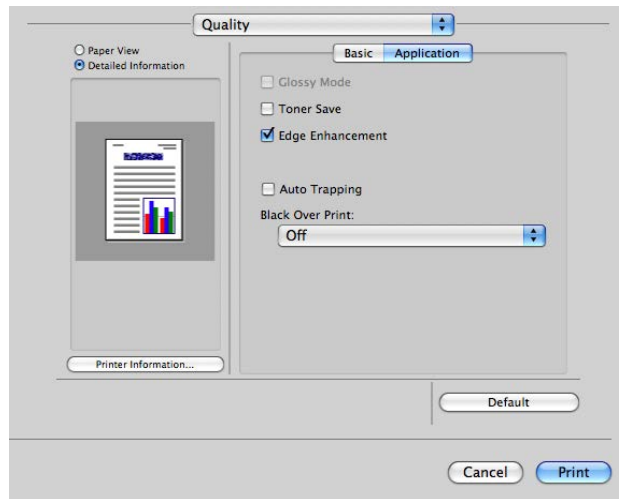 Quality
Paper View
Detailed Information
Printer Information...
Basic
Application
Glossy Mode
Toner Save
Edge Enhancement
Auto Trapping
Black Over Print:
Off
Default
Cancel
Print